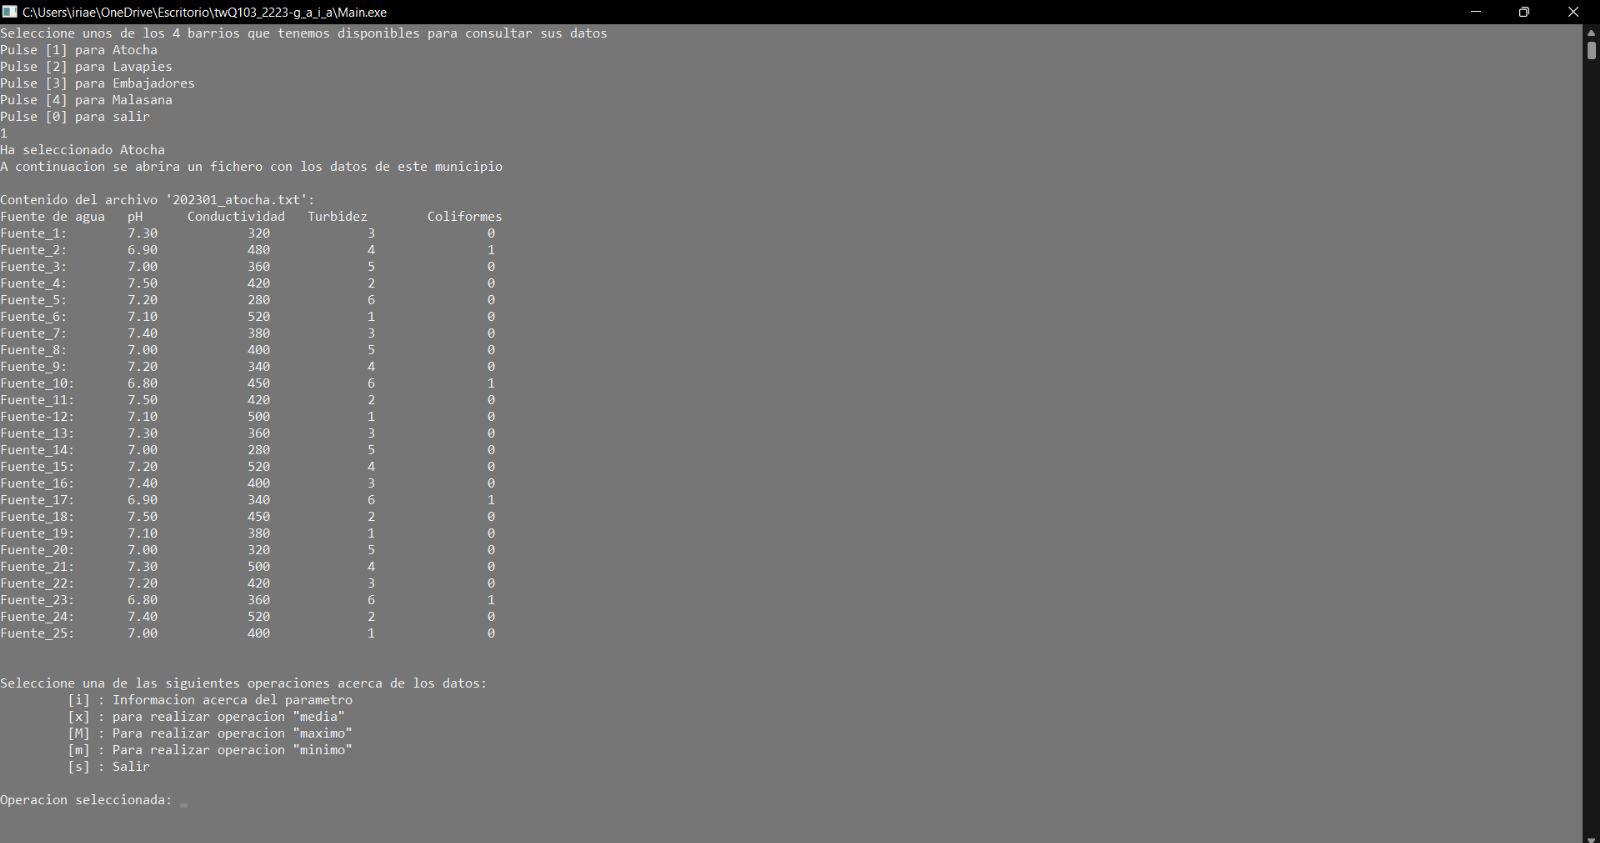 C:\Users\iriae\OneDrive\Escritorio\twQ103_2223-g_a_i_a\Main.exe
Seleccione unos de los 4 barrios que tenemos disponibles para consultar sus datos
Pulse [1] para Atocha
Pulse [2] para Lavapies
Pulse [3] para Embajadores
Pulse [4] para Malasana
Pulse [0] para salir
1
Ha seleccionado Atocha
A continuacion se abrira un fichero con los datos de este municipio
Contenido del archivo '202301_atocha.txt':
Fuente de agua pH Conductividad Turbidez Coliformes
Fuente_1: 7.30 320 3 0
Fuente_2: 6.90 480 4 1
Fuente_3: 7.00 360 5 0
Fuente_4: 7.50 420 2 0
Fuente_5: 7.20 280 6 0
Fuente_6: 7.10 520 1 0
Fuente_7: 7.40 380 3 0
Fuente_8: 7.00 400 5 0
Fuente_9: 7.20 340 4 0
Fuente_10: 6.80 450 6 1
Fuente_11: 7.50 420 2 0
Fuente-12: 7.10 500 1 0
Fuente_13: 7.30 360 3 0
Fuente_14: 7.00 280 5 0
Fuente_15: 7.20 520 4 0
Fuente_16: 7.40 400 3 0
Fuente_17: 6.90 340 6 1
Fuente_18: 7.50 450 2 0
Fuente_19: 7.10 380 1 0
Fuente_20: 7.00 320 5 0
Fuente_21: 7.30 500 4 0
Fuente_22: 7.20 420 3 0
Fuente_23: 6.80 360 6 1
Fuente_24: 7.40 520 2 0
Fuente_25: 7.00 400 1 0
Seleccione una de las siguientes operaciones acerca de los datos:
[i] : Informacion acerca del parametro
[x] : para realizar operacion "media"
[M] : Para realizar operacion "maximo"
[m] : Para realizar operacion "minimo"
[s] : Salir
Operacion seleccionada: _